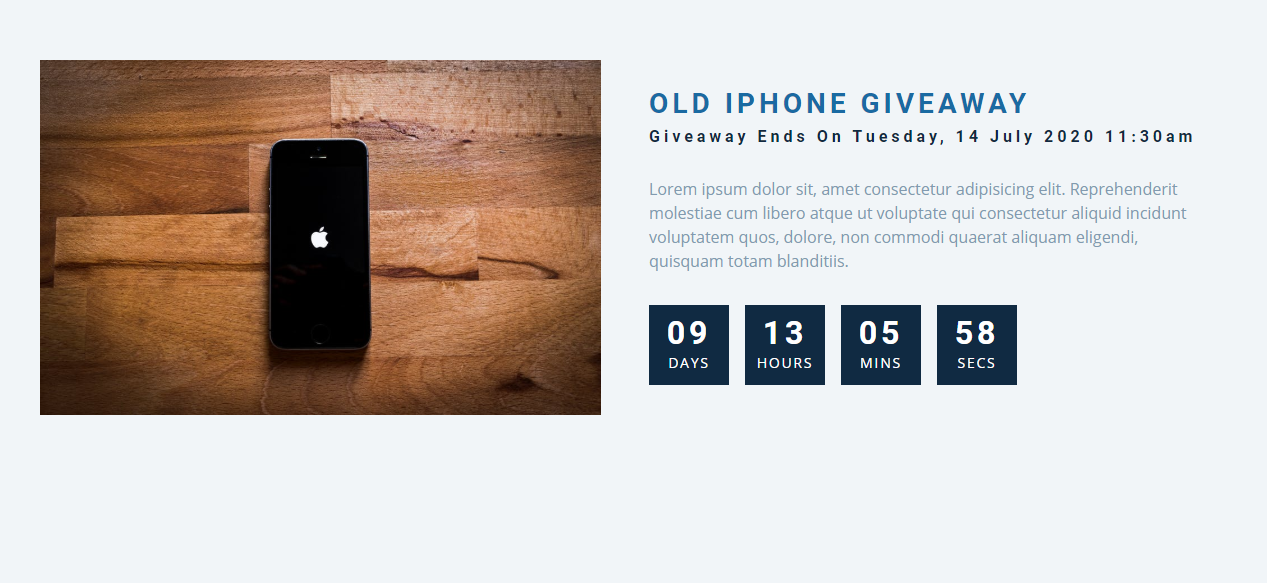 OLD IPHONE GIVEAWAY
Giveaway Ends On Tuesday, 14 July 2020 11:30am
Lorem ipsum dolor sit, amet consectetur adipisicing elit. Reprehenderit
molestiae cum libero atque ut voluptate qui consectetur aliquid incidunt
voluptatem quos, dolore, non commodi quaerat aliquam eligendi,
quisquam totam blanditiis.
09 13 05 58
DAYS HOURS MINS SECS